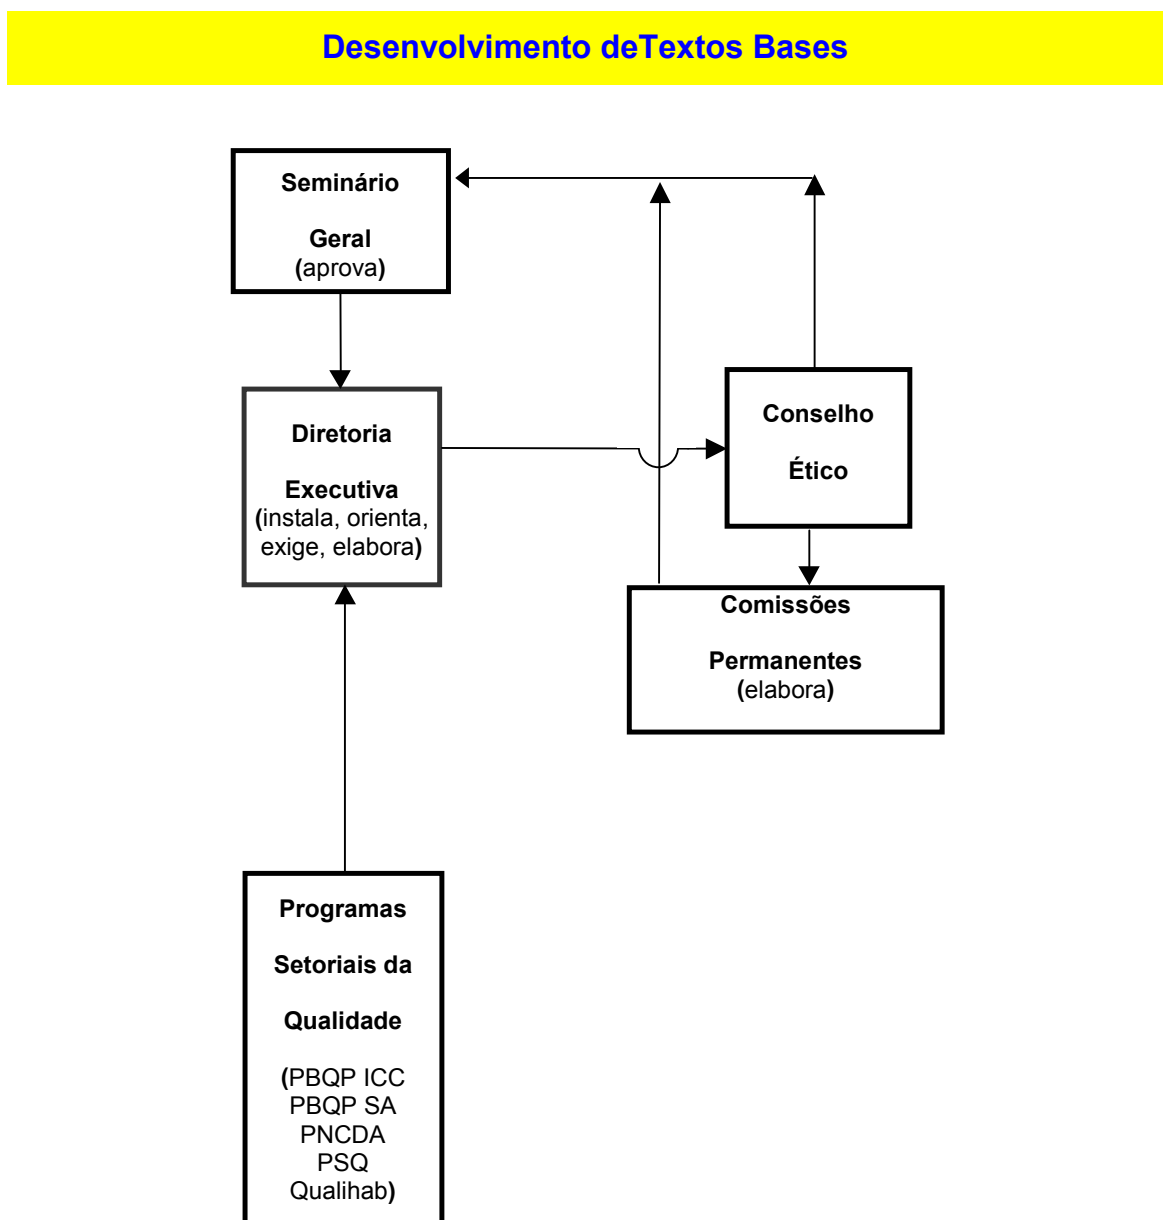 Desenvolvimento deTextos Bases
Seminário
Geral
(aprova)
Diretoria
Executiva
(instala, orienta,
exige, elabora)
Conselho
Ético
Comissões
Permanentes
(elabora)
Programas
Setoriais da
Qualidade
(PBQP ICC
PBQP SA
PNCDA
PSQ
Qualihab)